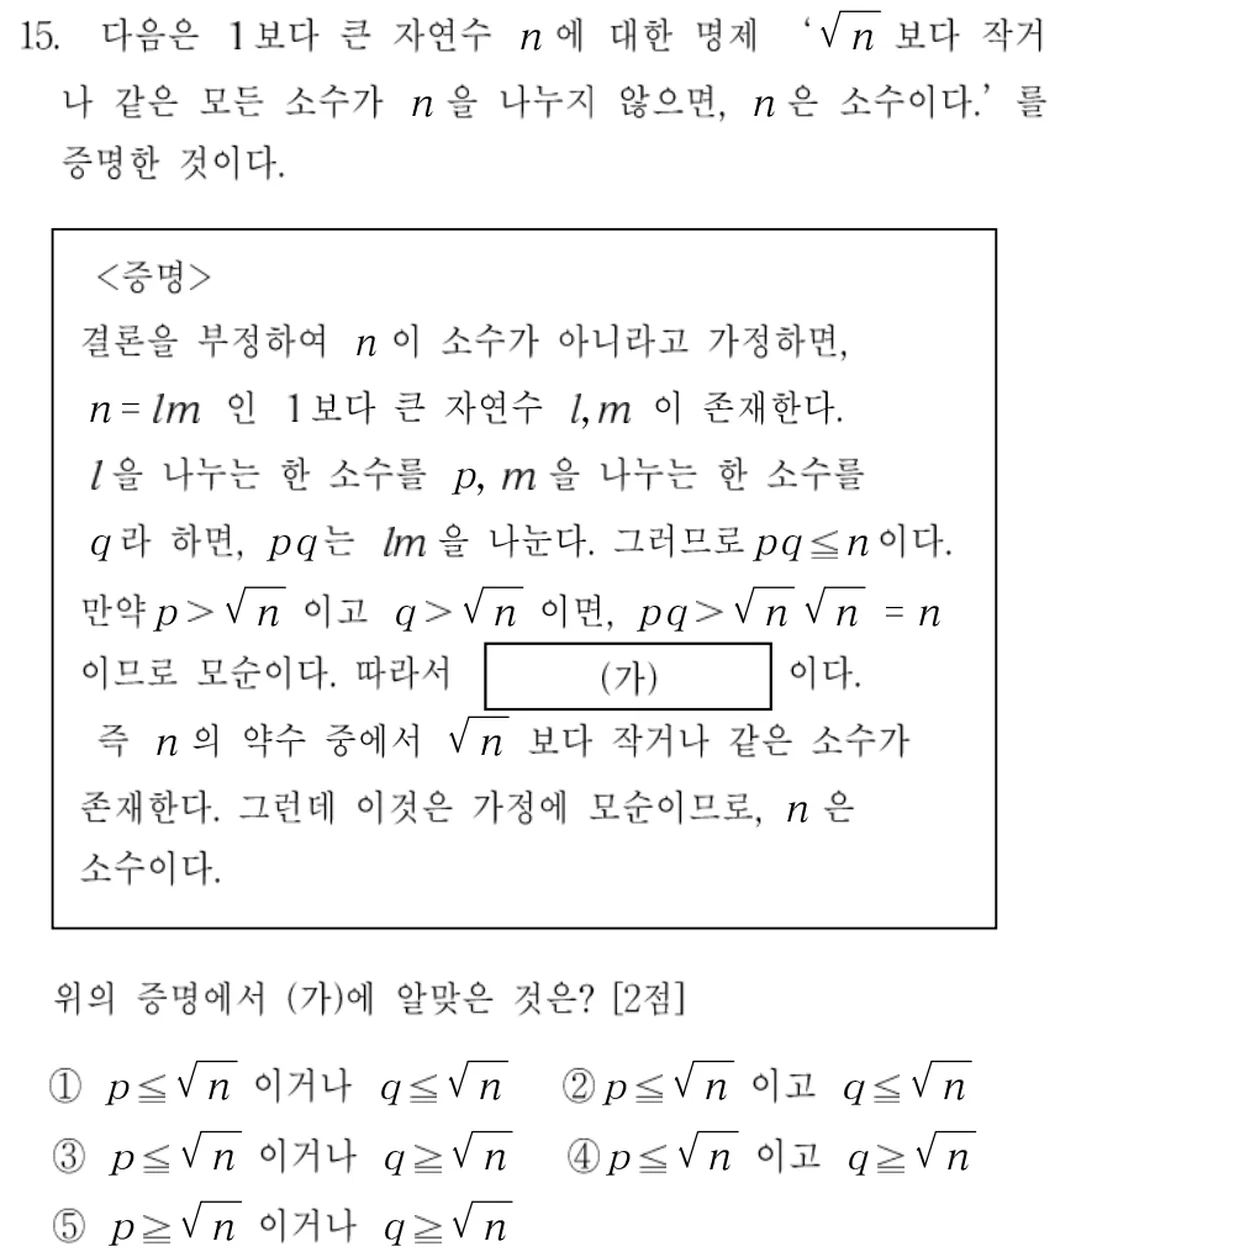 15. 다음은 1보다 큰 자연수 n에 대한 명제 ‘√n 보다 작거
나 같은 모든 소수가 n을 나누지 않으면, n은 소수이다.’ 를
증명한 것이다.
<증명>
결론을 부정하여 n이 소수가 아니라고 가정하면,
n=lm 인 1보다 큰 자연수 l, m 이 존재한다.
l을 나누는 한 소수를 p, m을 나누는 한 소수를
q라 하면, pq는 lm을 나눈다. 그러므로 pq≦n이다.
만약 p>√n 이고 q>√n 이면, pq>√n√n = n
이므로 모순이다. 따라서 (가) 이다.
즉 n의 약수 중에서 √n 보다 작거나 같은 소수가
존재한다. 그런데 이것은 가정에 모순이므로, n은
소수이다.
위의 증명에서 (가)에 알맞은 것은? [2점]
① p≦√n 이거나 q≦√n ② p≦√n 이고 q≦√n
③ p≦√n 이거나 q≧√n ④ p≦√n 이고 q≧√n
⑤ p≧√n 이거나 q≧√n